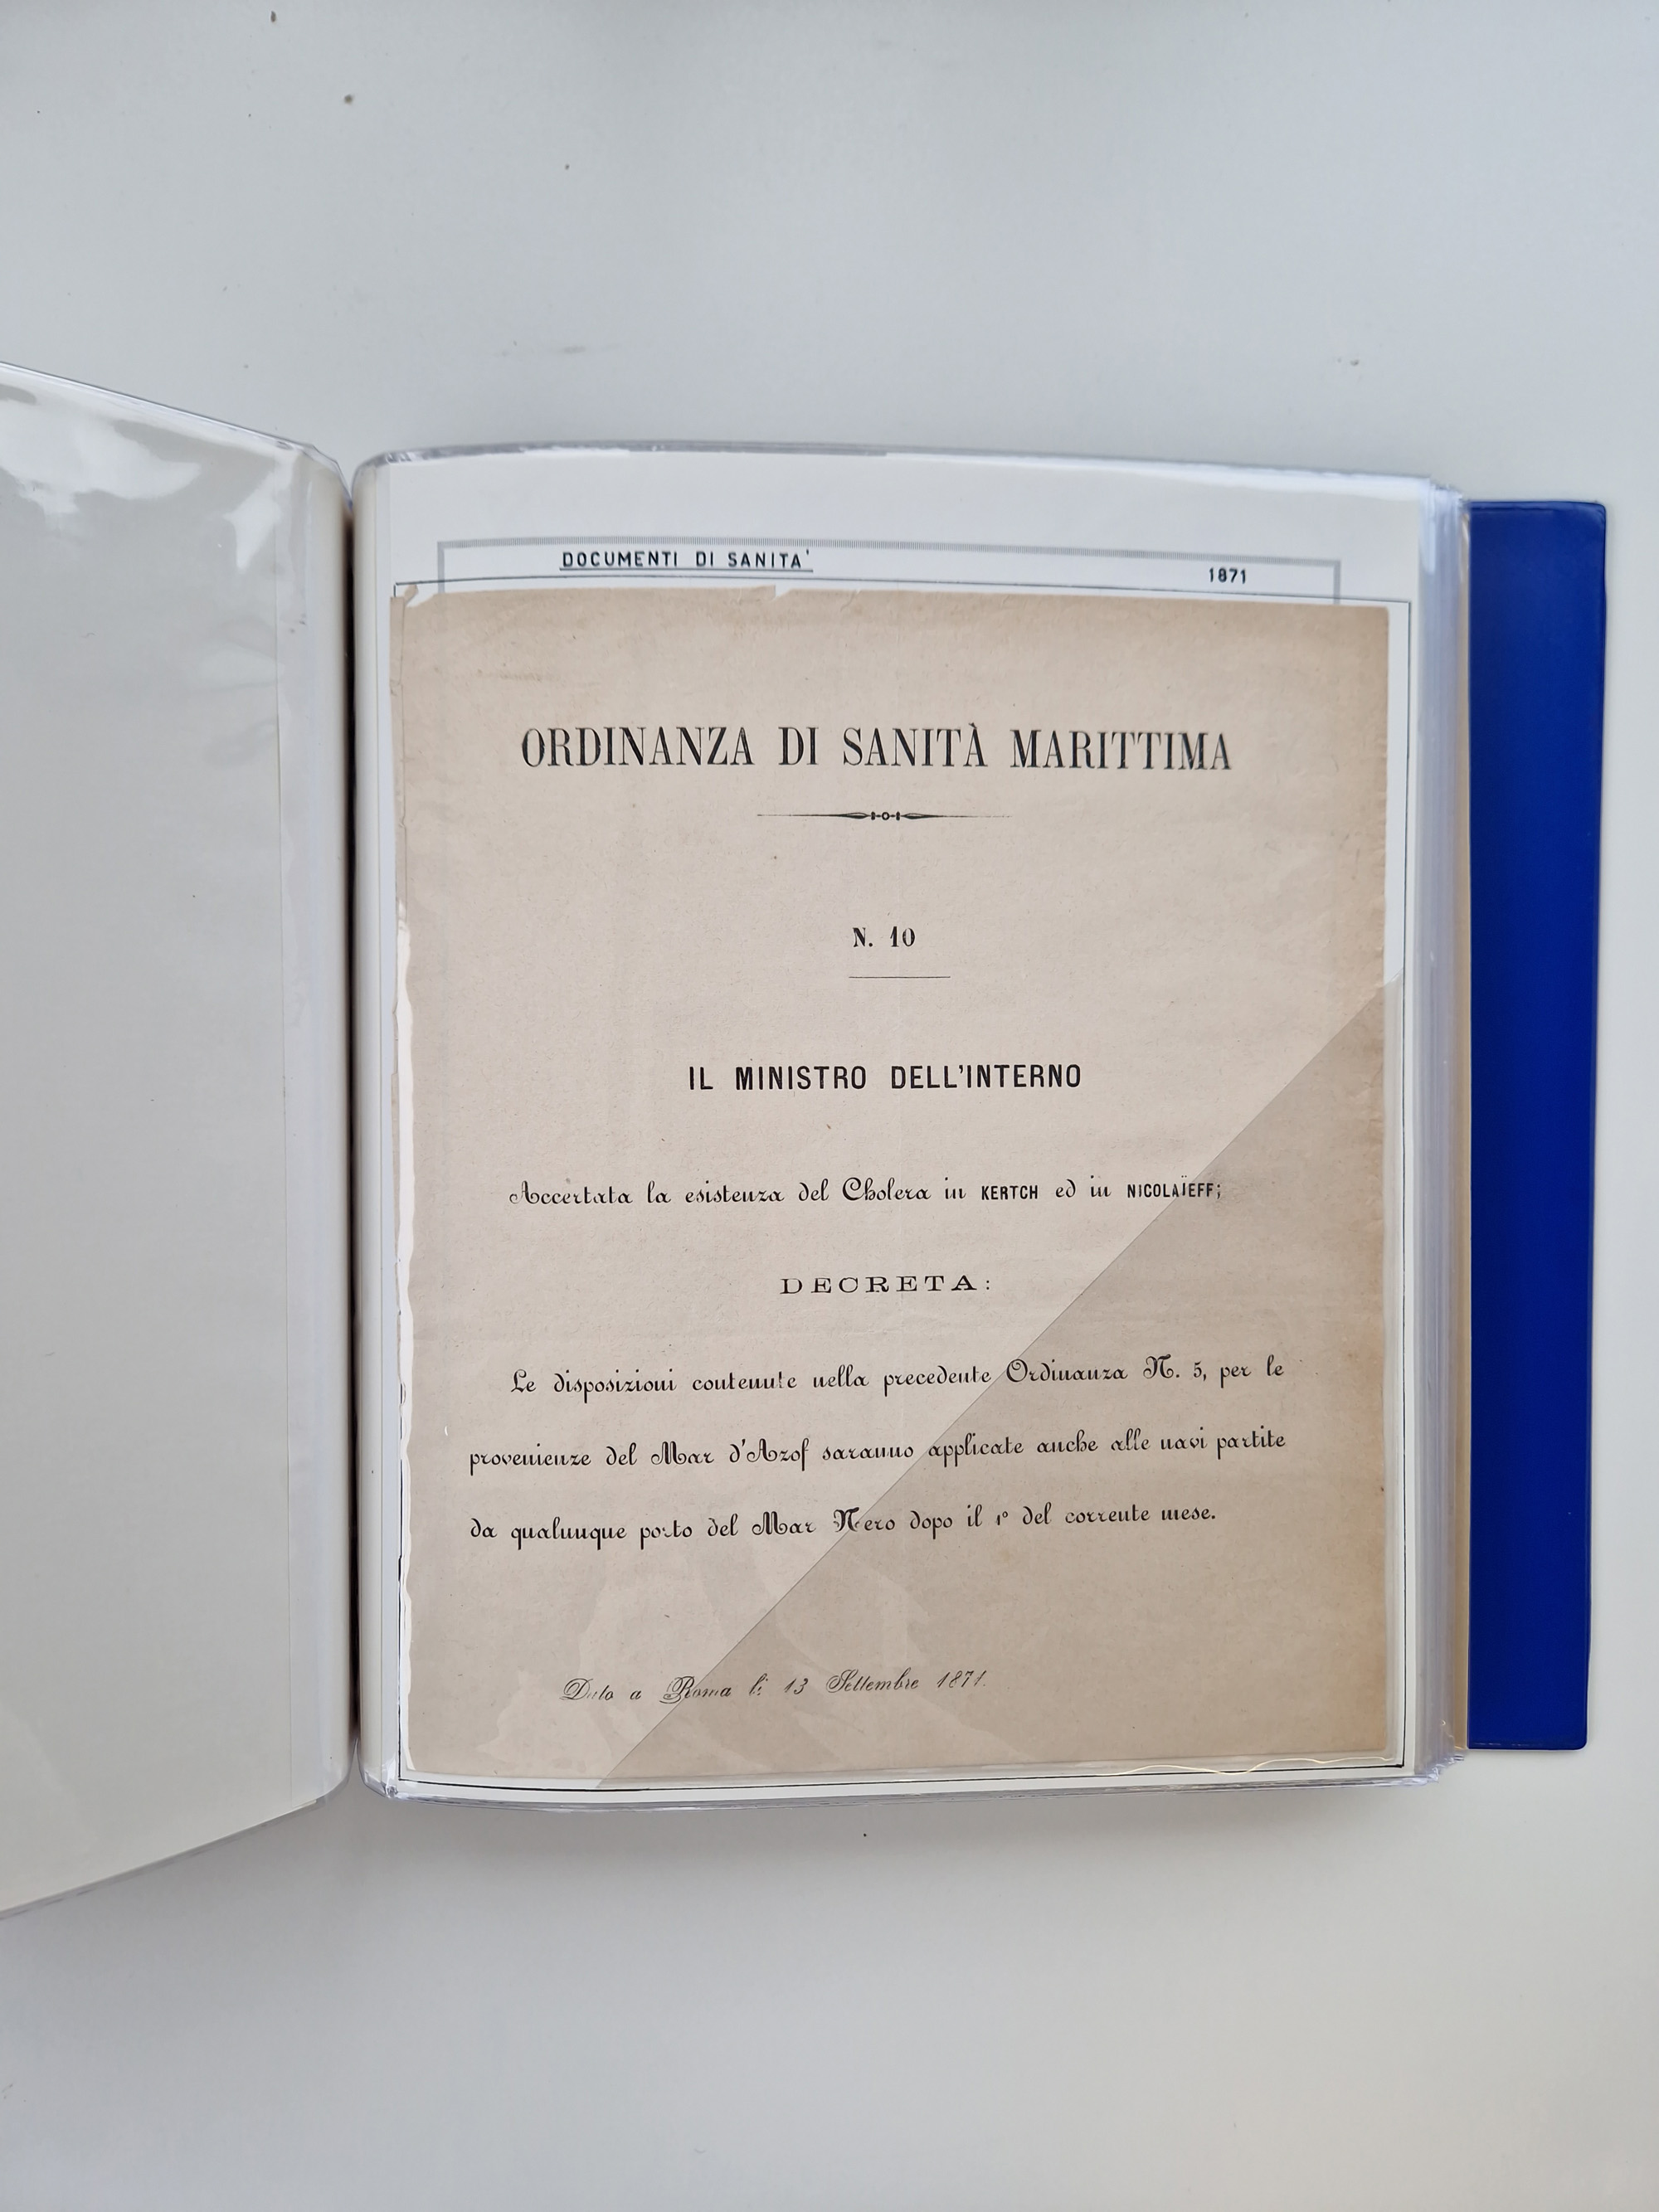 DOCUMENTI DI SANITA'
1871
ORDINANZA DI SANITÀ MARITTIMA
N. 10
IL MINISTRO DELL'INTERNO
Accertata la esistenza del Cholera in KERTCH ed in NICOLAÏEFF;
DECRETA:
Le disposizioni contenute nella precedente Ordinanza N. 5, per le
provenienze del Mar d'Azof saranno applicate anche alle navi partite
da qualunque porto del Mar Nero dopo il 1° del corrente mese.
Dato a Roma li 13 Settembre 1871.